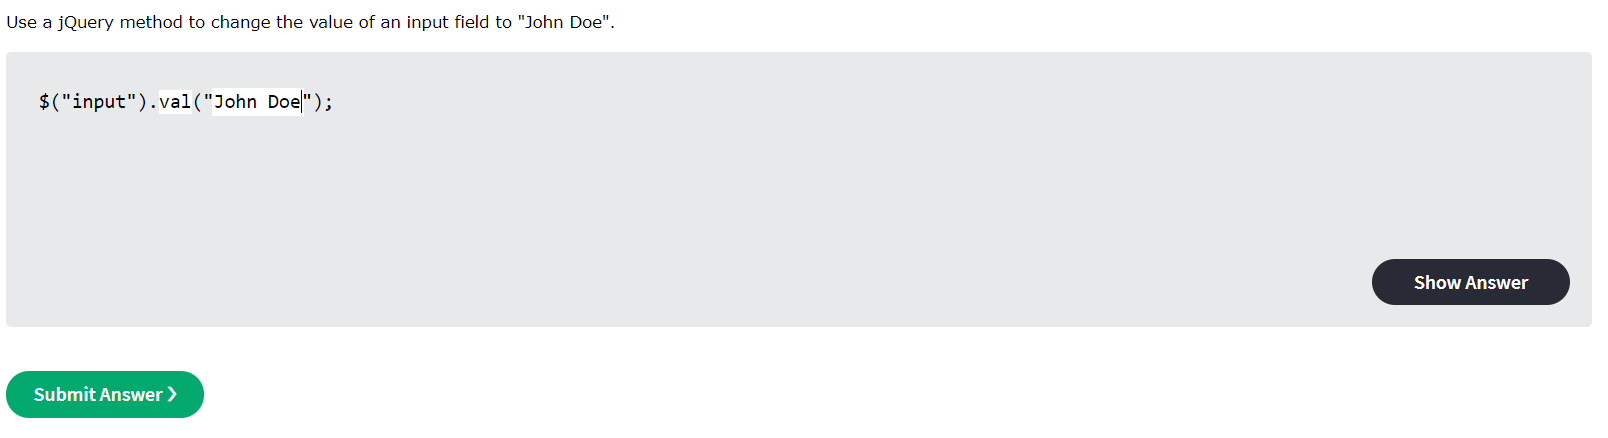 Use a jQuery method to change the value of an input field to "John Doe".
$("input").val("John Doe");
Show Answer
Submit Answer ❯